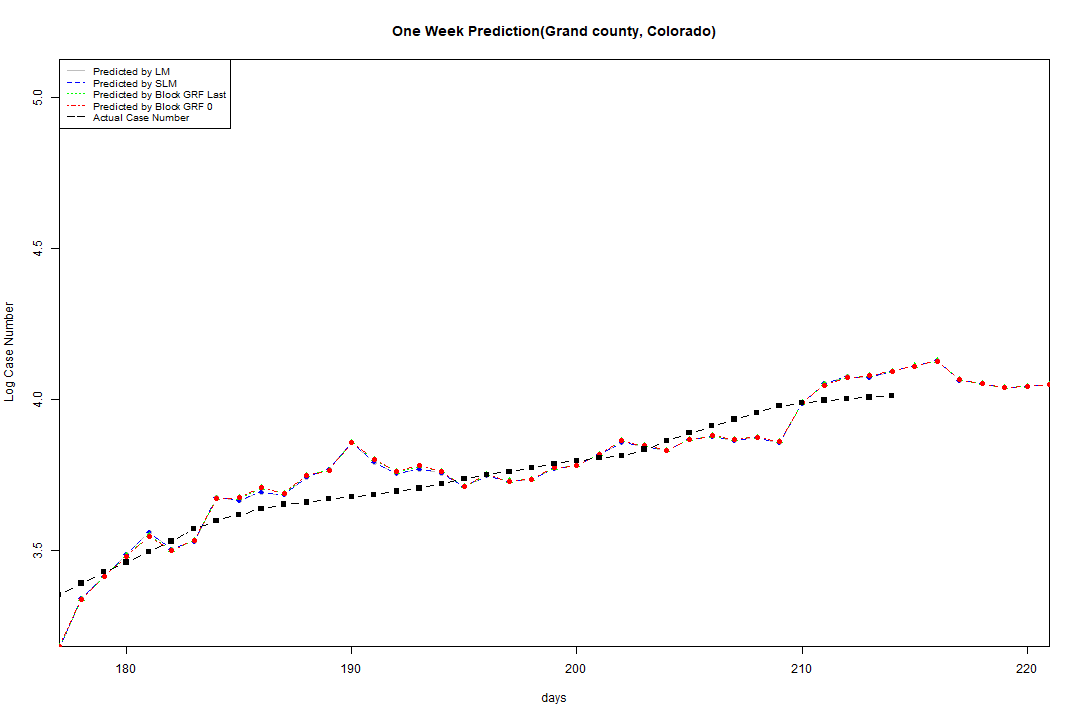 One Week Prediction(Grand county, Colorado)
Predicted by LM
Predicted by SLM
Predicted by Block GRF Last
Predicted by Block GRF 0
Actual Case Number
5.0
4.5
4.0
3.5
Log Case Number
180 190 200 210 220
days